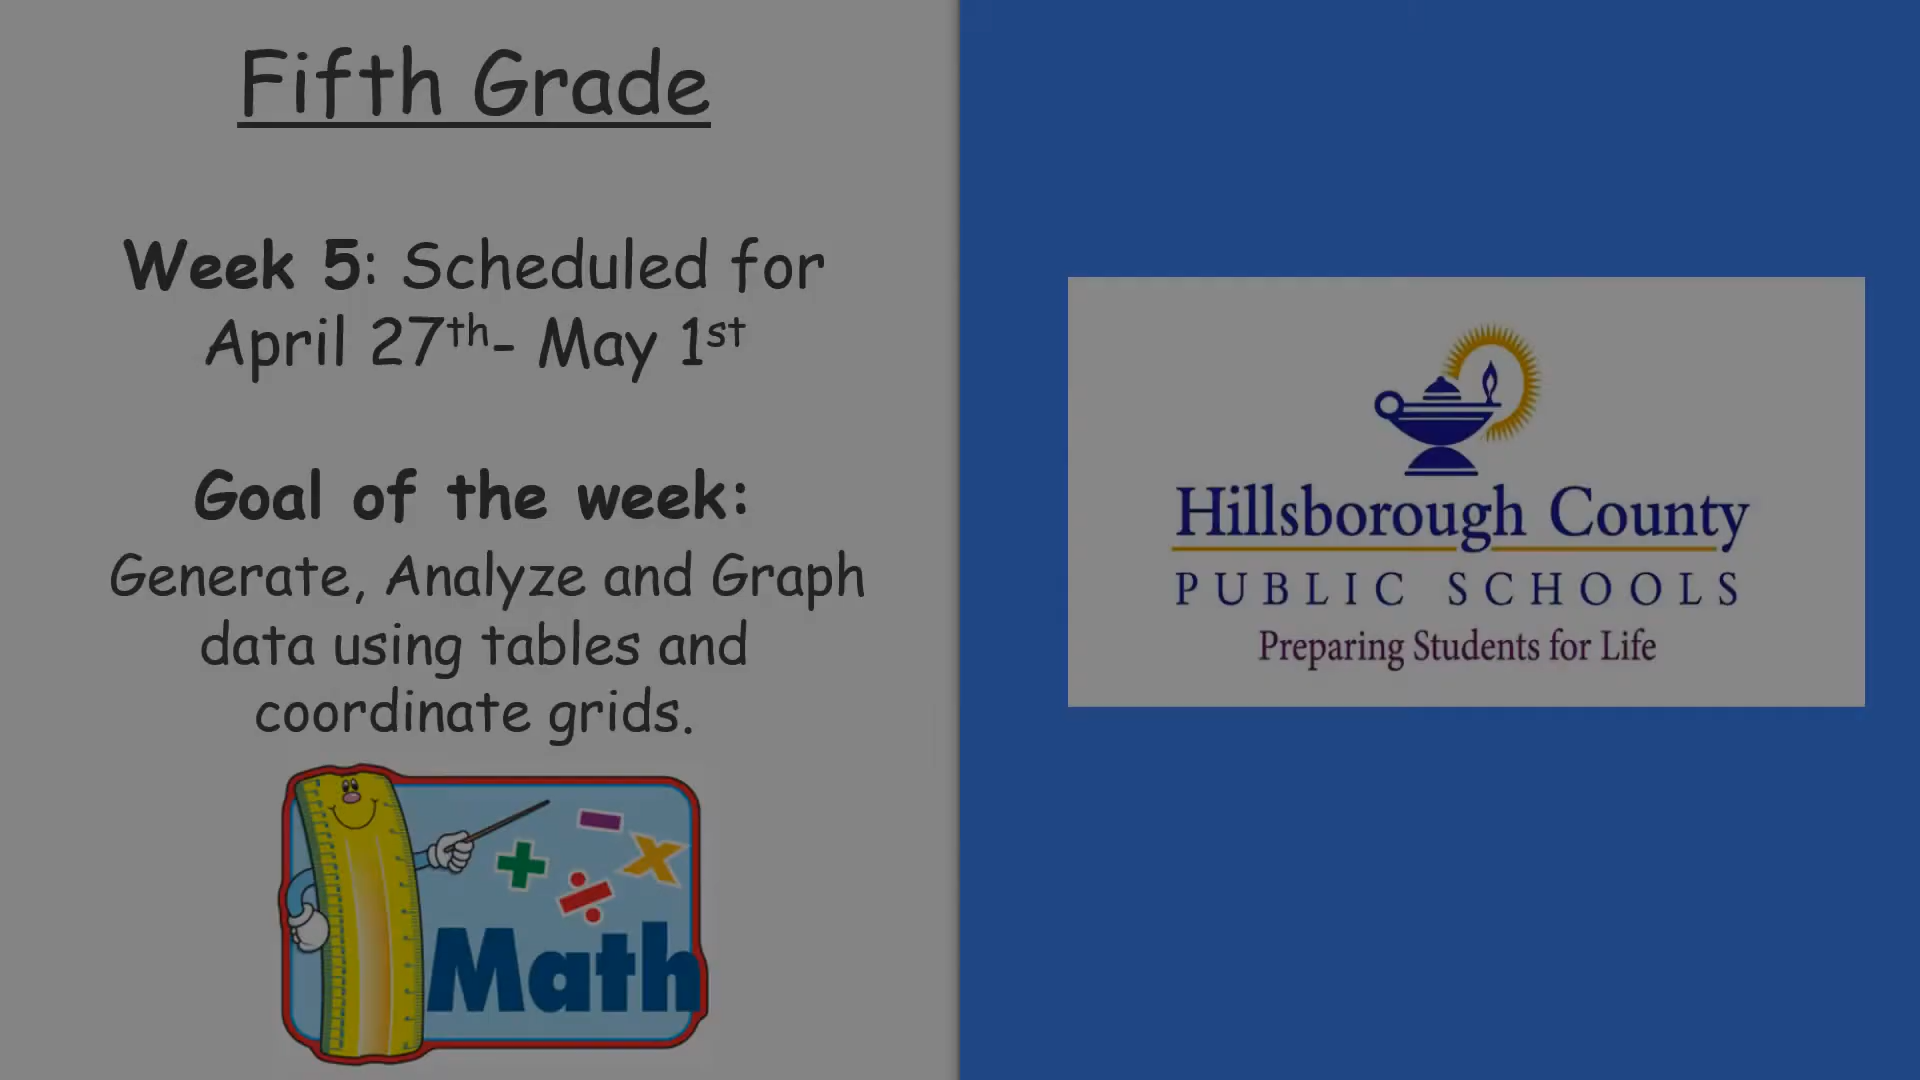 Fifth Grade
Week 5: Scheduled for
April 27th- May 1st
Goal of the week:
Generate, Analyze and Graph
data using tables and
coordinate grids.
Math
Hillsborough County
PUBLIC SCHOOLS
Preparing Students for Life